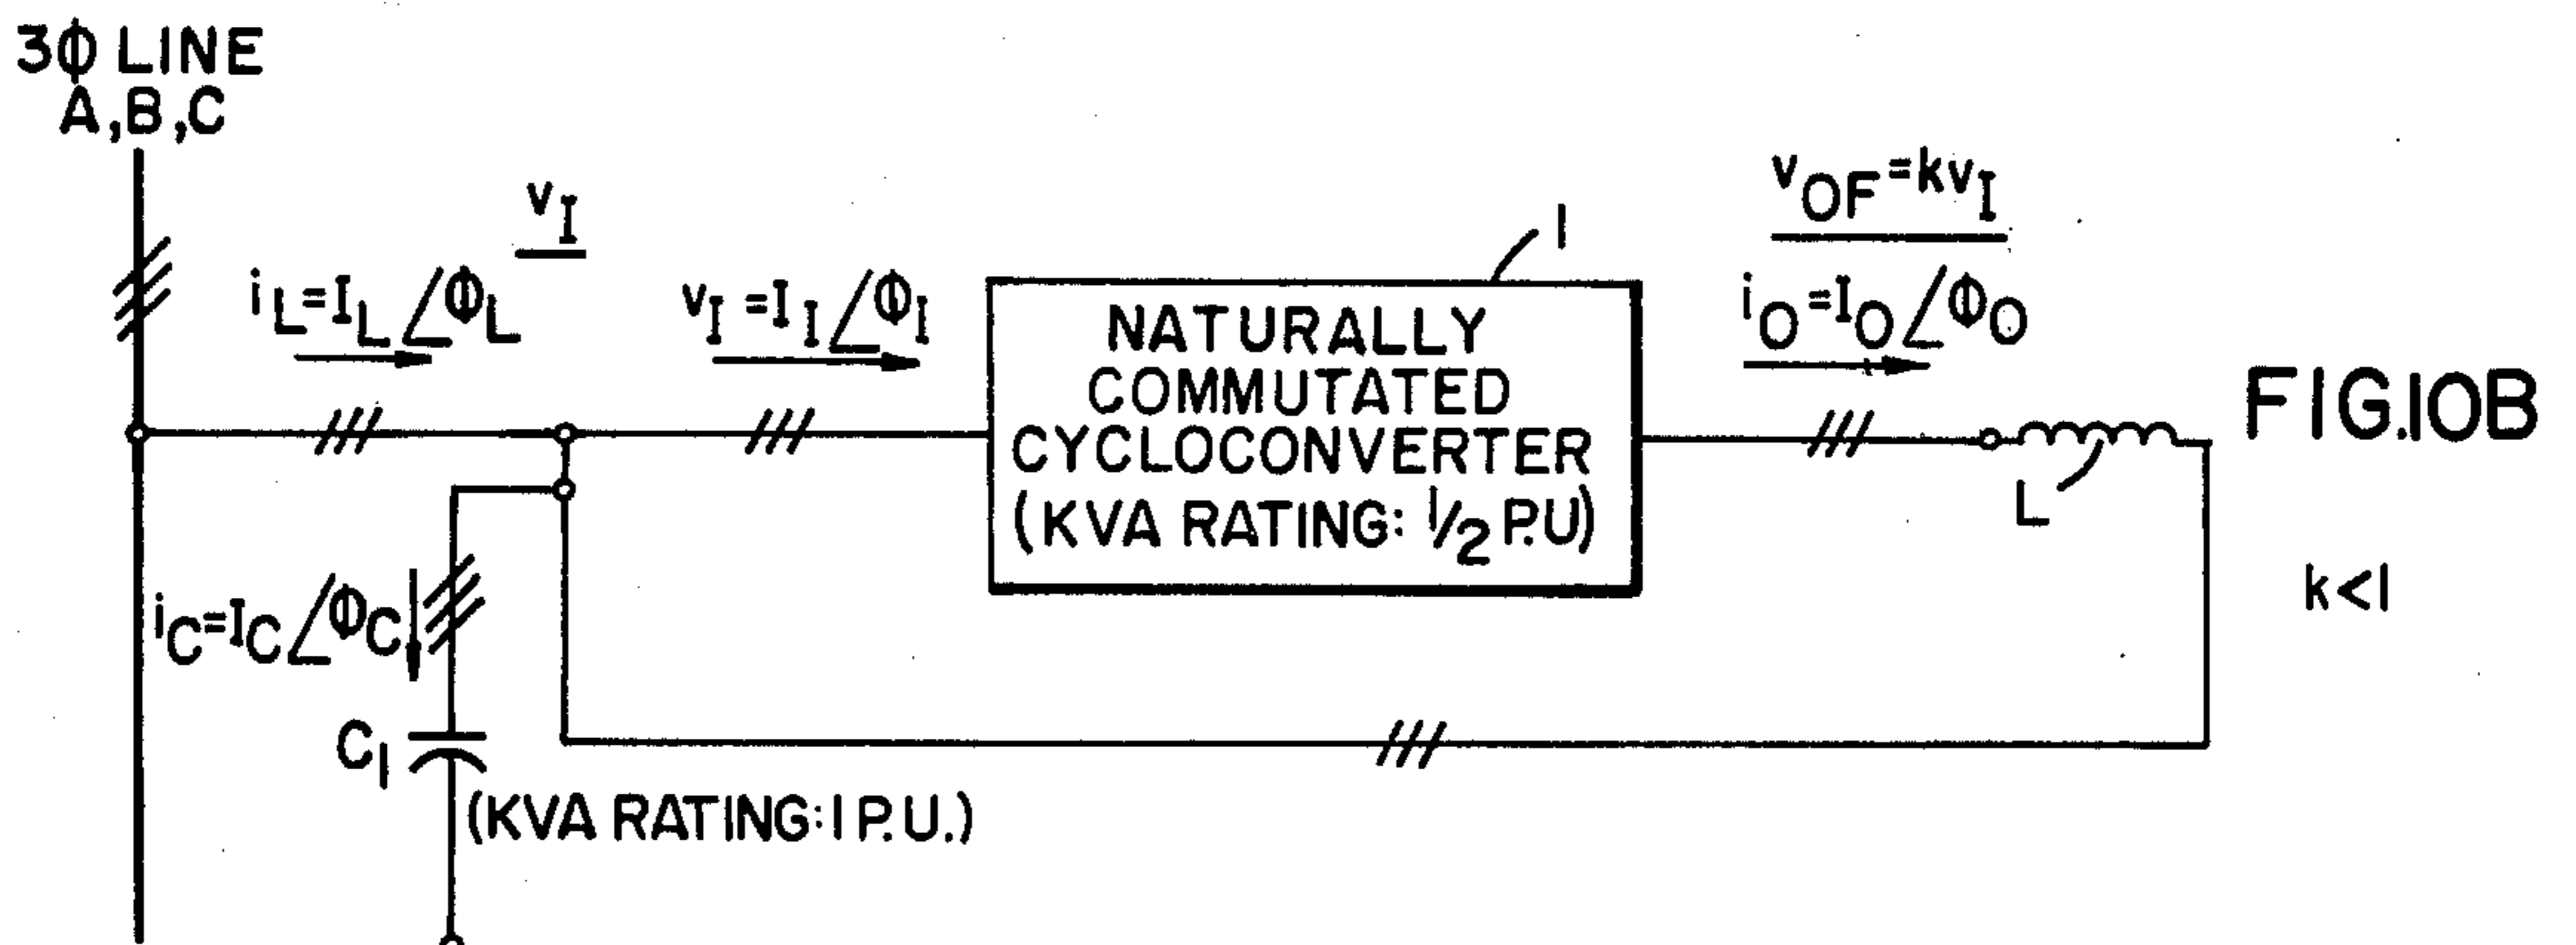 3Φ LINE
A,B,C
v_I
i_L=I_L∠Φ_L
v_I=I_I∠Φ_I
1
v_OF=kv_I
i_O=I_O∠Φ_O
NATURALLY
COMMUTATED
CYCLOCONVERTER
(KVA RATING: 1/2 P.U)
FIG.10B
L
k<1
i_C=I_C∠Φ_C
C_1
(KVA RATING: 1 P.U.)